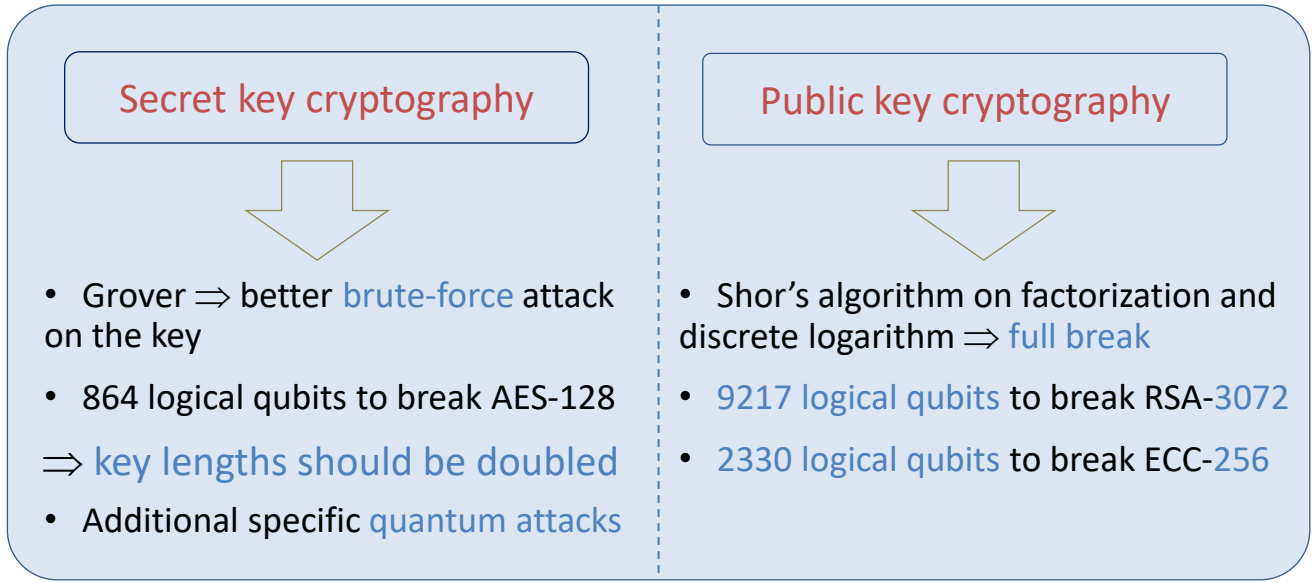 Secret key cryptography
• Grover ⇒ better brute-force attack
on the key
• 864 logical qubits to break AES-128
⇒ key lengths should be doubled
• Additional specific quantum attacks
Public key cryptography
• Shor’s algorithm on factorization and
discrete logarithm ⇒ full break
• 9217 logical qubits to break RSA-3072
• 2330 logical qubits to break ECC-256